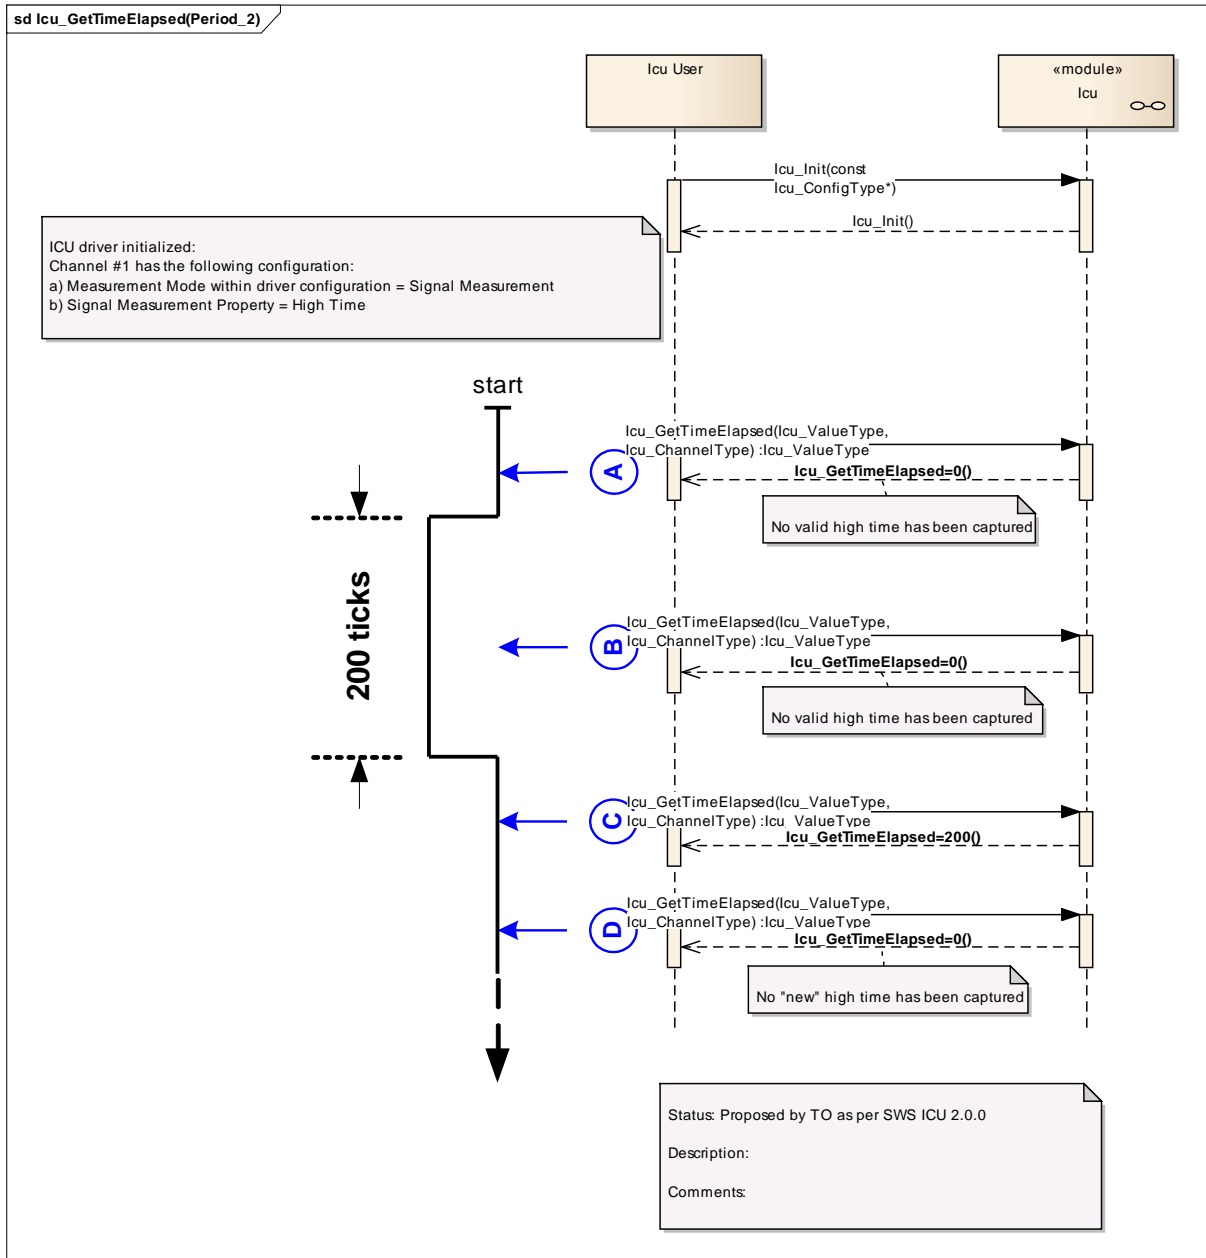 sd Icu_GetTimeElapsed(Period_2)
Icu User
«module»
Icu
Icu_Init(const
Icu_ConfigType*)
Icu_Init()
ICU driver initialized:
Channel #1 has the following configuration:
a) Measurement Mode within driver configuration = Signal Measurement
b) Signal Measurement Property = High Time
start
Icu_GetTimeElapsed(Icu_ValueType,
Icu_ChannelType) :Icu_ValueType
A
Icu_GetTimeElapsed=0()
No valid high time has been captured
200 ticks
Icu_GetTimeElapsed(Icu_ValueType,
Icu_ChannelType) :Icu_ValueType
B
Icu_GetTimeElapsed=0()
No valid high time has been captured
Icu_GetTimeElapsed(Icu_ValueType,
Icu_ChannelType) :Icu_ValueType
C
Icu_GetTimeElapsed=200()
Icu_GetTimeElapsed(Icu_ValueType,
Icu_ChannelType) :Icu_ValueType
D
Icu_GetTimeElapsed=0()
No "new" high time has been captured
Status: Proposed by TO as per SWS ICU 2.0.0
Description:
Comments: